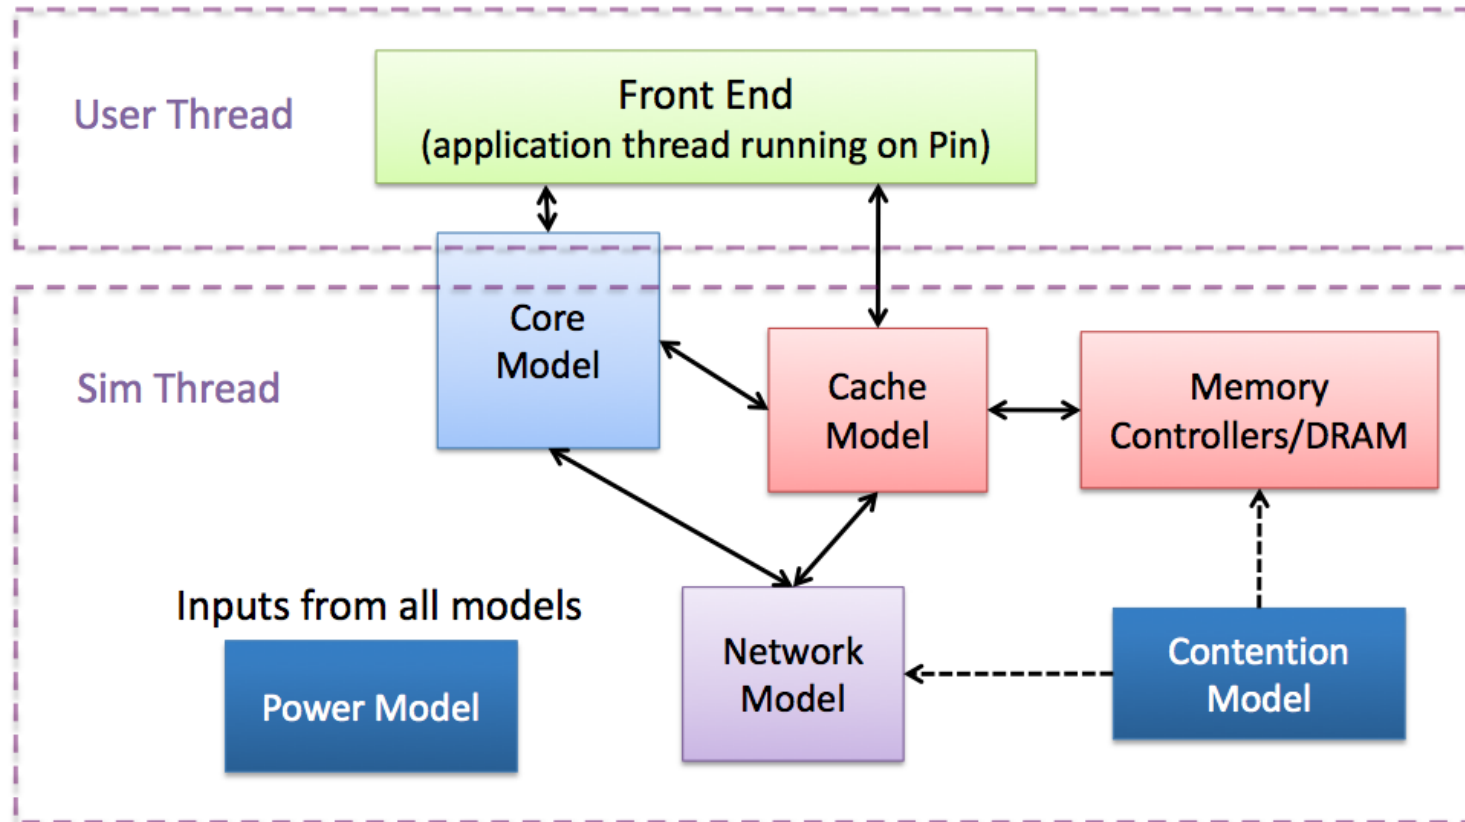 User Thread
Front End
(application thread running on Pin)
Sim Thread
Core
Model
Cache
Model
Memory
Controllers/DRAM
Inputs from all models
Power Model
Network
Model
Contention
Model